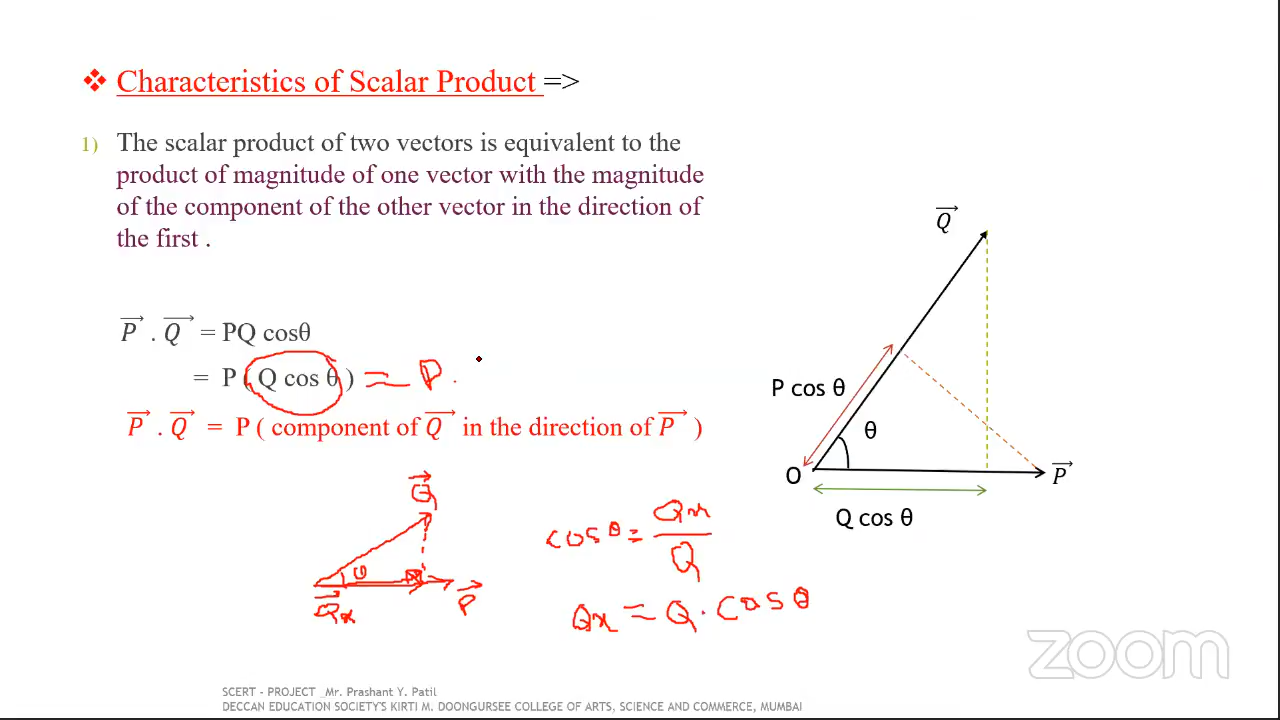 ❖ Characteristics of Scalar Product =>
1) The scalar product of two vectors is equivalent to the
product of magnitude of one vector with the magnitude
of the component of the other vector in the direction of
the first .
P⃗ . Q⃗ = PQ cosθ
= P ( Q cos θ ) = P .
P⃗ . Q⃗ = P ( component of Q⃗ in the direction of P⃗ )
Q⃗
P cos θ
θ
O
P⃗
Q cos θ
Q⃗
θ
P⃗
Q⃗x
cosθ = Qx / Q
Qx = Q . cosθ
zoom
SCERT - PROJECT _Mr. Prashant Y. Patil
DECCAN EDUCATION SOCIETY'S KIRTI M. DOONGURSEE COLLEGE OF ARTS, SCIENCE AND COMMERCE, MUMBAI